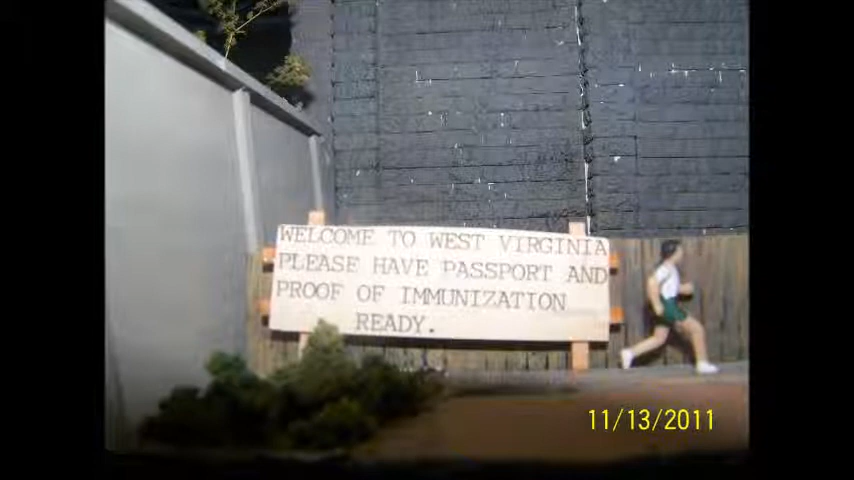 WELCOME TO WEST VIRGINIA
PLEASE HAVE PASSPORT AND
PROOF OF IMMUNIZATION
READY.
11/13/2011